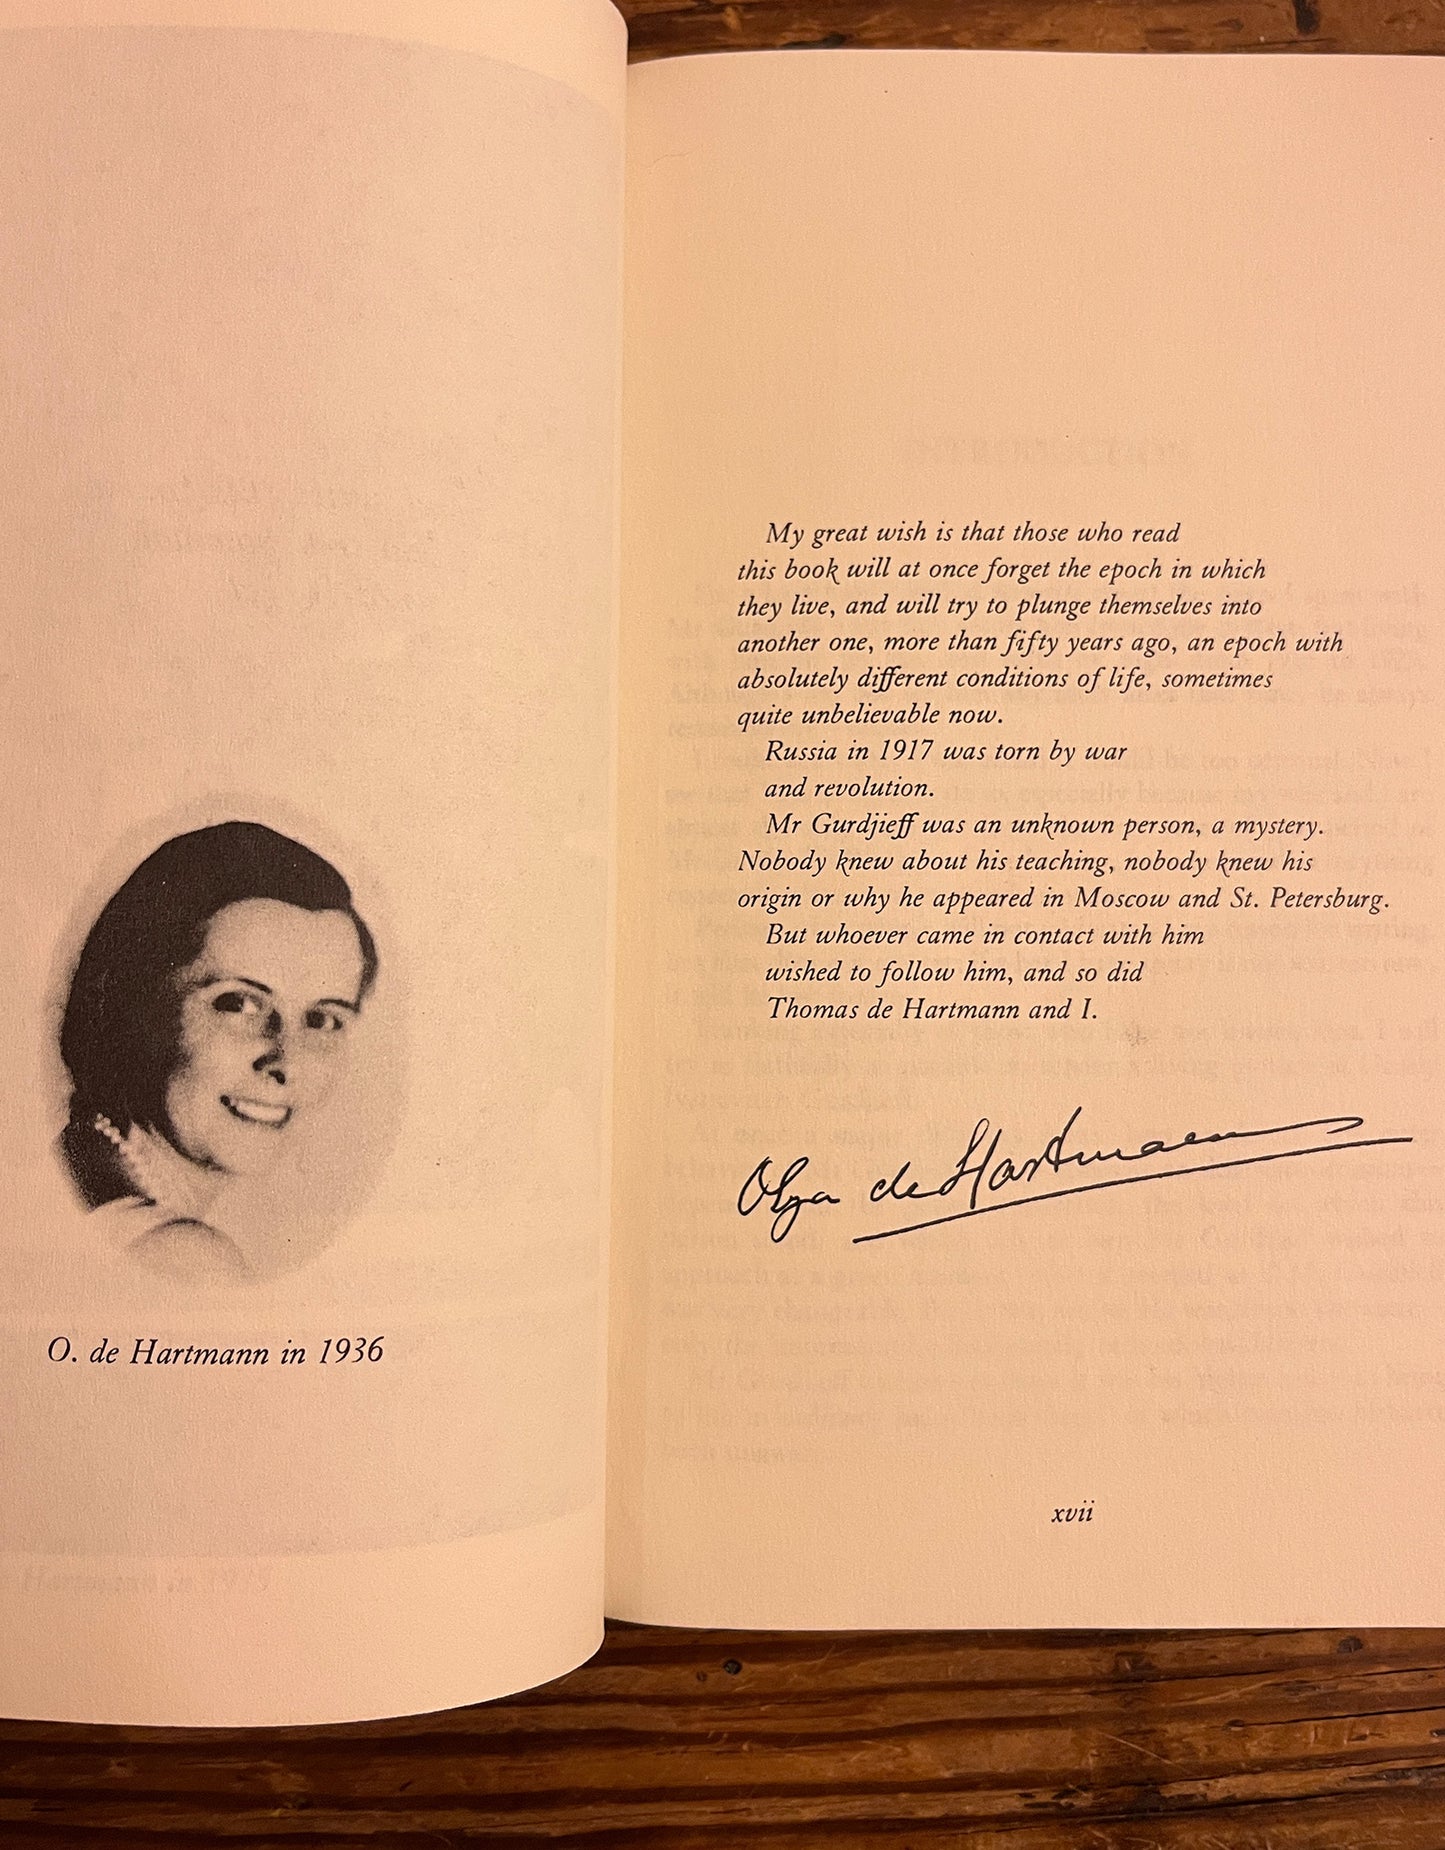 O. de Hartmann in 1936
My great wish is that those who read
this book will at once forget the epoch in which
they live, and will try to plunge themselves into
another one, more than fifty years ago, an epoch with
absolutely different conditions of life, sometimes
quite unbelievable now.
Russia in 1917 was torn by war
and revolution.
Mr Gurdjieff was an unknown person, a mystery.
Nobody knew about his teaching, nobody knew his
origin or why he appeared in Moscow and St. Petersburg.
But whoever came in contact with him
wished to follow him, and so did
Thomas de Hartmann and I.
Olga de Hartmann
xvii